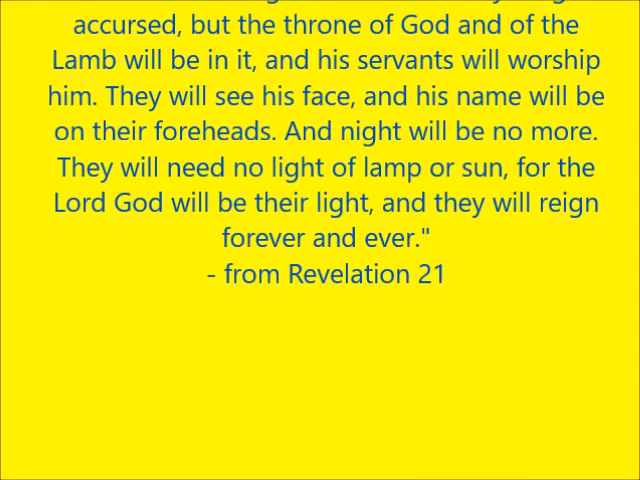 accursed, but the throne of God and of the
Lamb will be in it, and his servants will worship
him. They will see his face, and his name will be
on their foreheads. And night will be no more.
They will need no light of lamp or sun, for the
Lord God will be their light, and they will reign
forever and ever."
- from Revelation 21